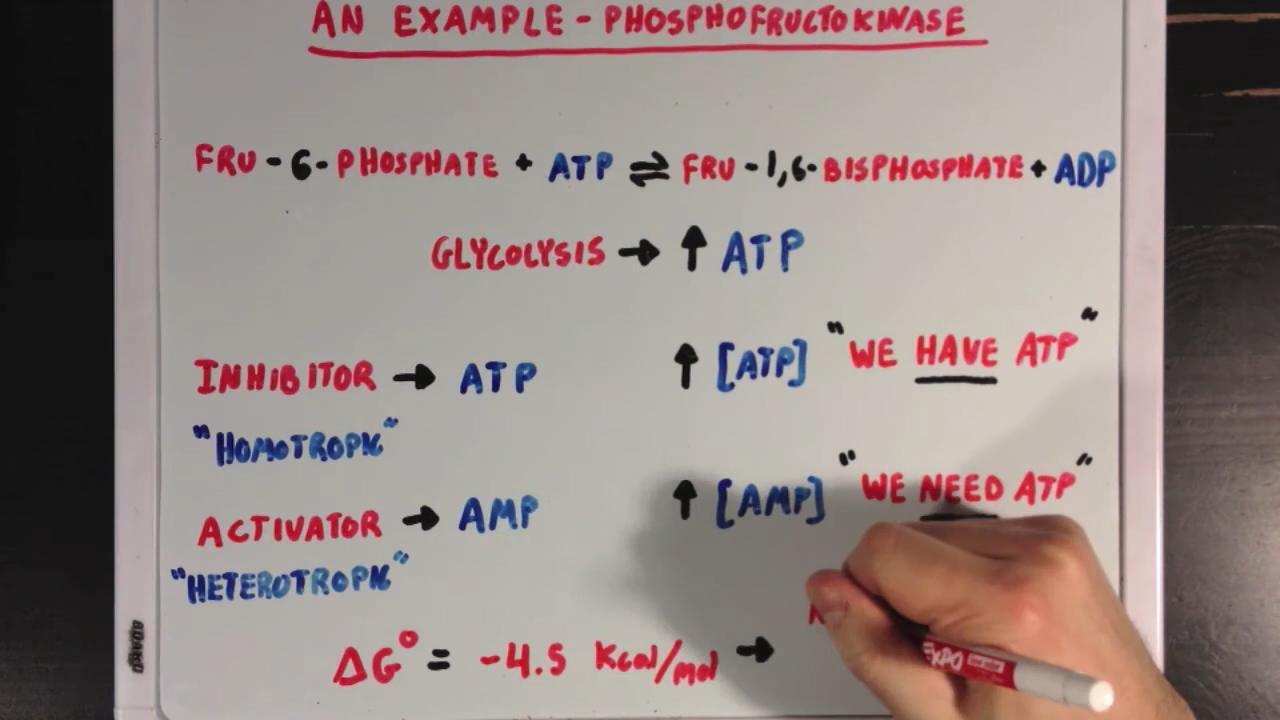 AN EXAMPLE - PHOSPHOFRUCTOKINASE
FRU - 6 - PHOSPHATE + ATP ⇌ FRU - 1,6 - BISPHOSPHATE + ADP
GLYCOLYSIS → ↑ ATP
INHIBITOR → ATP ↑ [ATP] "WE HAVE ATP"
"HOMOTROPIC"
ACTIVATOR → AMP ↑ [AMP] "WE NEED ATP"
"HETEROTROPIC"
ΔG° = -4.5 Kcal/mol →
EXPO